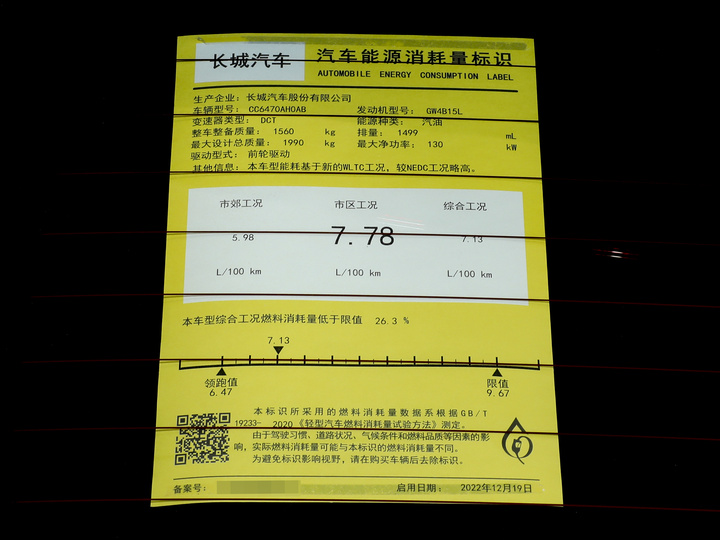 长城汽车
汽车能源消耗量标识
AUTOMOBILE ENERGY CONSUMPTION LABEL
生产企业: 长城汽车股份有限公司
车辆型号: CC6470AH0AB 发动机型号: GW4B15L
变速器类型: DCT 能源种类: 汽油
整车整备质量: 1560 kg 排量: 1499 mL
最大设计总质量: 1990 kg 最大净功率: 130 kW
驱动型式: 前轮驱动
其他信息: 本车型能耗基于新的WLTC工况, 较NEDC工况略高。
市郊工况 市区工况 综合工况
5.98 7.78 7.13
L/100 km L/100 km L/100 km
本车型综合工况燃料消耗量低于限值 26.3 %
7.13
领跑值 限值
6.47 9.67
本标识所采用的燃料消耗量数据系根据GB/T
19233- 2020《轻型汽车燃料消耗量试验方法》测定。
由于驾驶习惯、道路状况、气候条件和燃料品质等因素的影
响, 实际燃料消耗量可能与本标识的燃料消耗量不同。
为避免标识影响视野, 请在购买车辆后去除标识。
备案号: 启用日期: 2022年12月19日